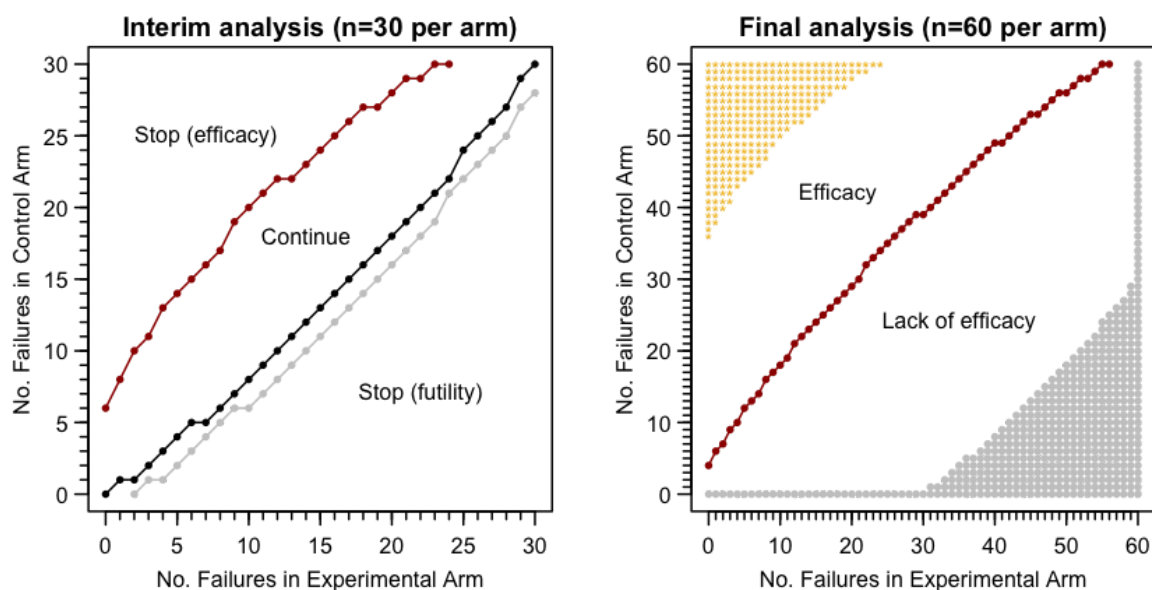 Interim analysis (n=30 per arm)
No. Failures in Control Arm
30
25
20
15
10
5
0
Stop (efficacy)
Continue
Stop (futility)
0 5 10 15 20 25 30
No. Failures in Experimental Arm
Final analysis (n=60 per arm)
No. Failures in Control Arm
60
50
40
30
20
10
0
Efficacy
Lack of efficacy
0 10 20 30 40 50 60
No. Failures in Experimental Arm